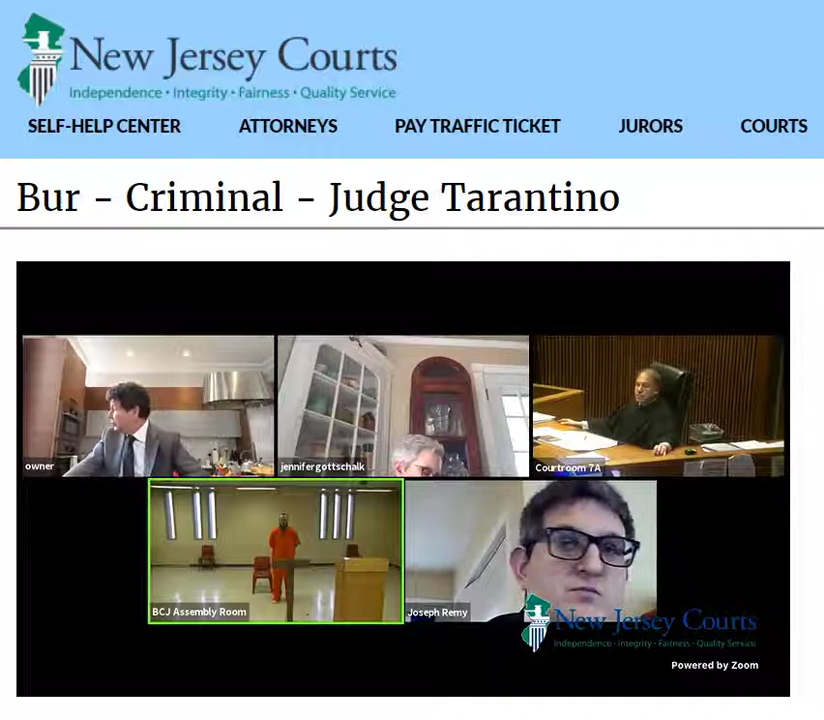 New Jersey Courts
Independence • Integrity • Fairness • Quality Service
SELF-HELP CENTER ATTORNEYS PAY TRAFFIC TICKET JURORS COURTS
Bur - Criminal - Judge Tarantino
owner
jennifergottschalk
Courtroom 7A
BCJ Assembly Room
Joseph Remy
New Jersey Courts
Independence • Integrity • Fairness • Quality Service
Powered by Zoom